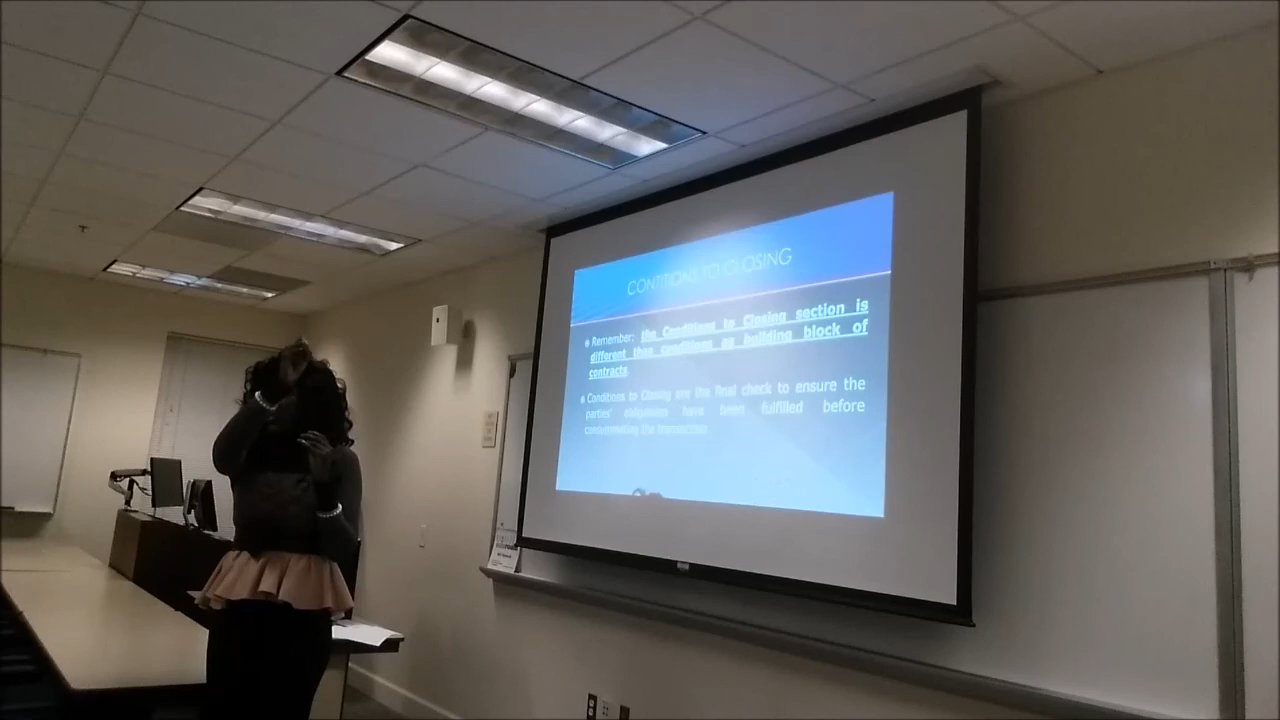 CONTITIONS TO CLOSING
Remember: the Conditions to Closing section is
different than conditions as building block of
contracts
Conditions to Closing are the final check to ensure the
parties' obligations have been fulfilled before
consummating the transaction